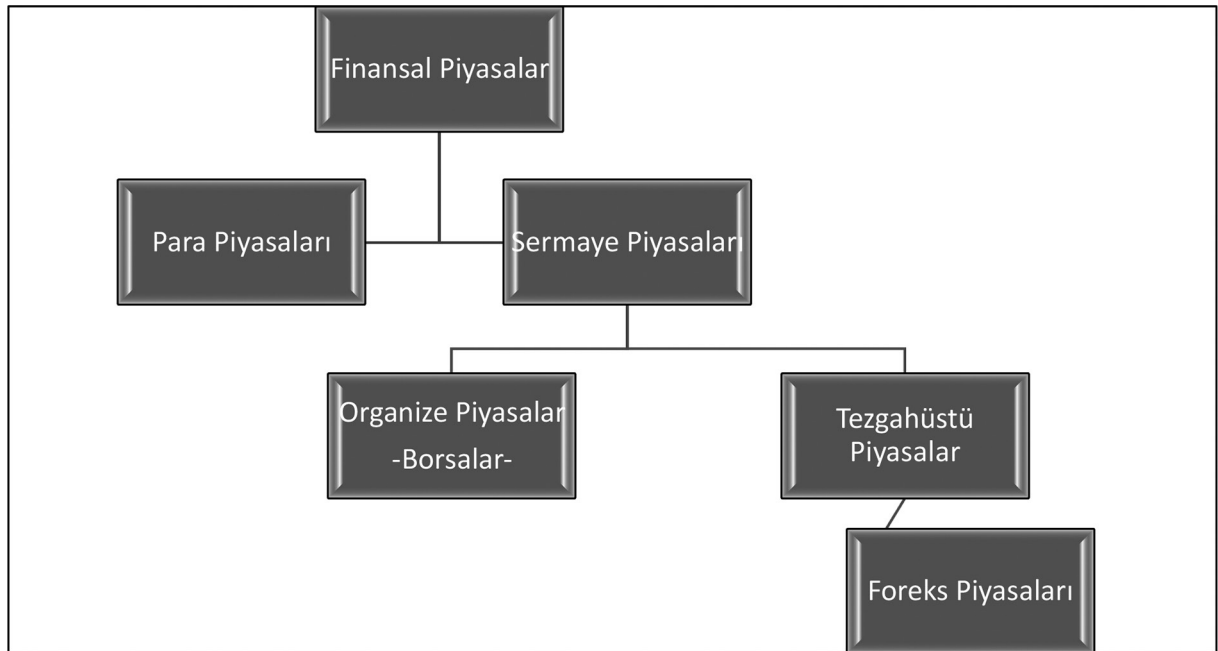 Finansal Piyasalar
Para Piyasaları
Sermaye Piyasaları
Organize Piyasalar
-Borsalar-
Tezgahüstü
Piyasalar
Foreks Piyasaları